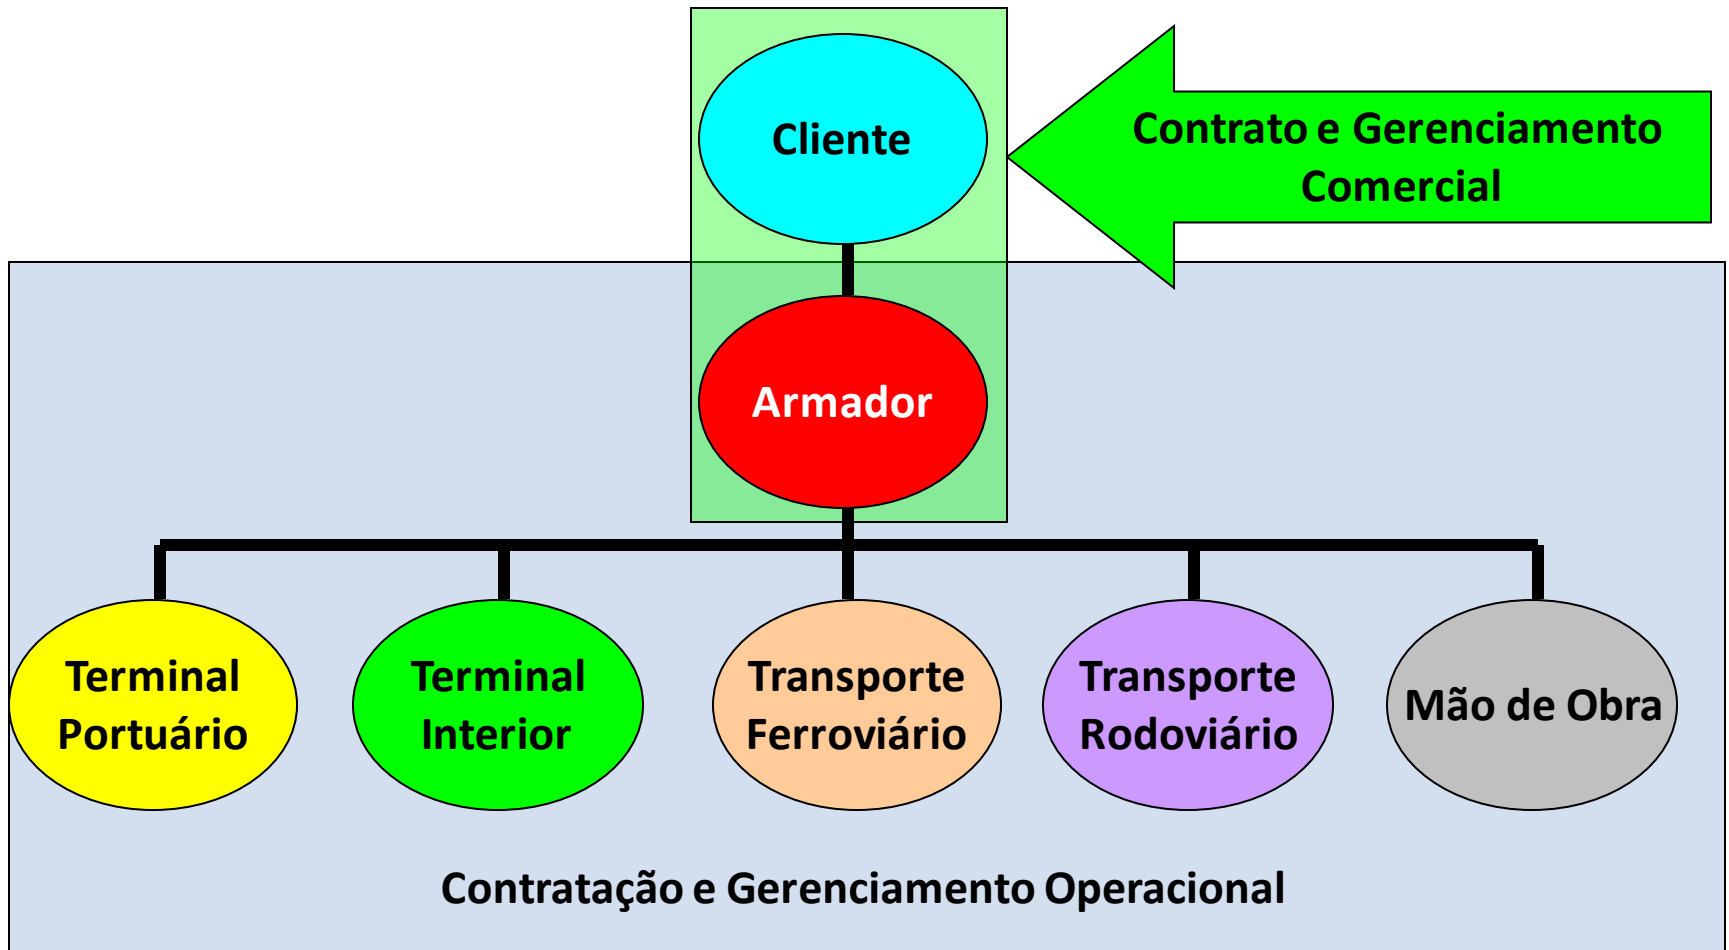 Cliente
Contrato e Gerenciamento
Comercial
Armador
Terminal
Portuário
Terminal
Interior
Transporte
Ferroviário
Transporte
Rodoviário
Mão de Obra
Contratação e Gerenciamento Operacional